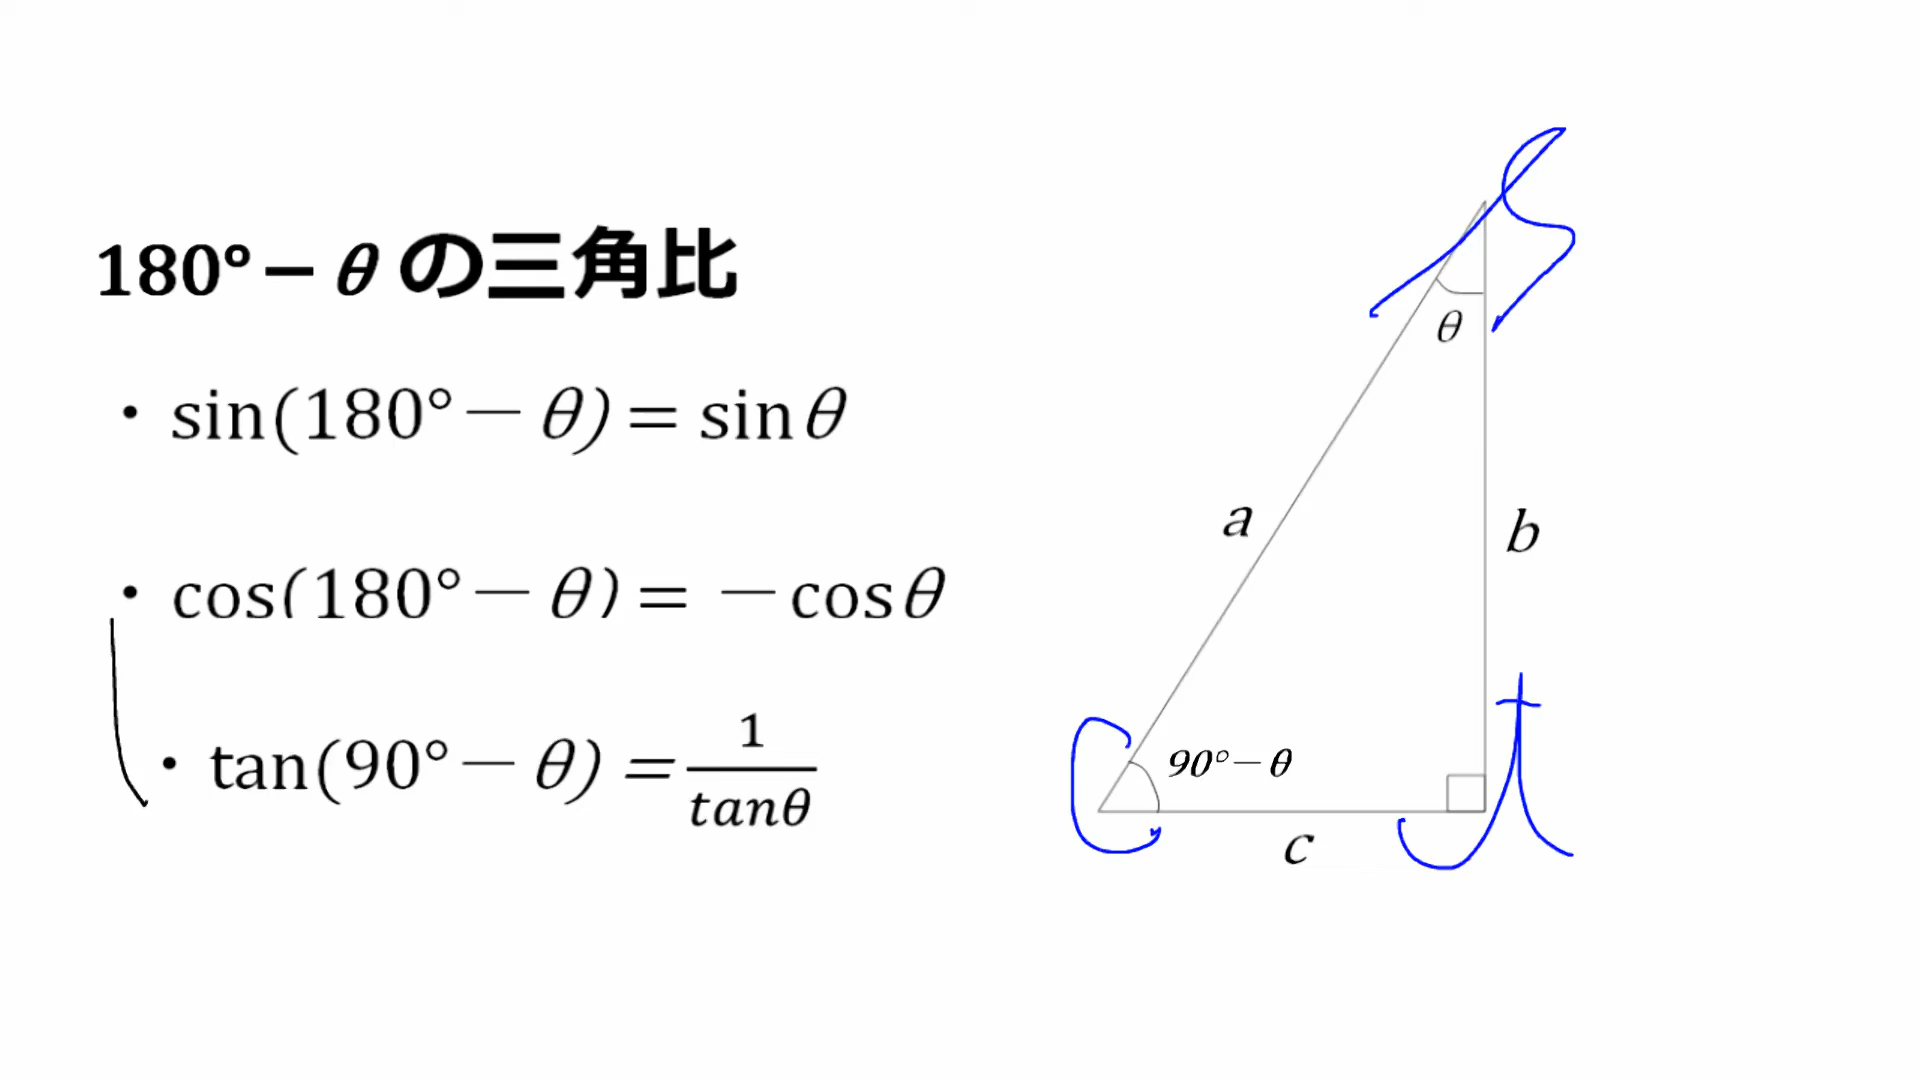 180°－θ の三角比
・sin(180°－θ)＝sinθ
・cos(180°－θ)＝－cosθ
・tan(90°－θ)＝1/tanθ
θ
a
b
90°－θ
c